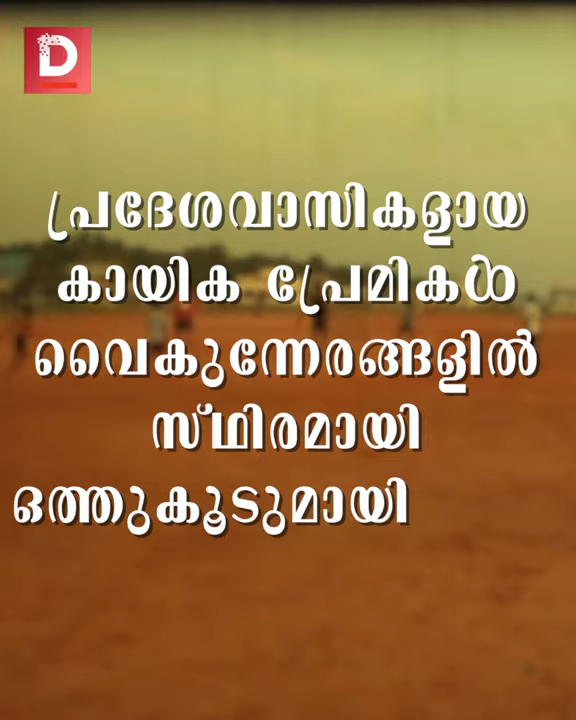 D
പ്രദേശവാസികളായ
കായിക പ്രേമികൾ
വൈകുന്നേരങ്ങളിൽ
സ്ഥിരമായി
ഒത്തുകൂടുമായി